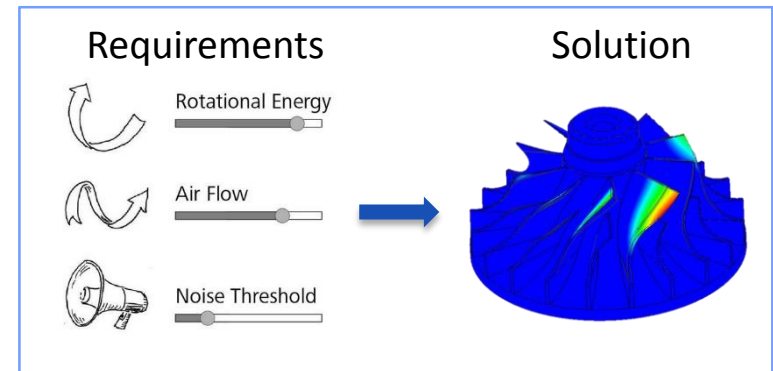 Requirements
Solution
Rotational Energy
Air Flow
Noise Threshold